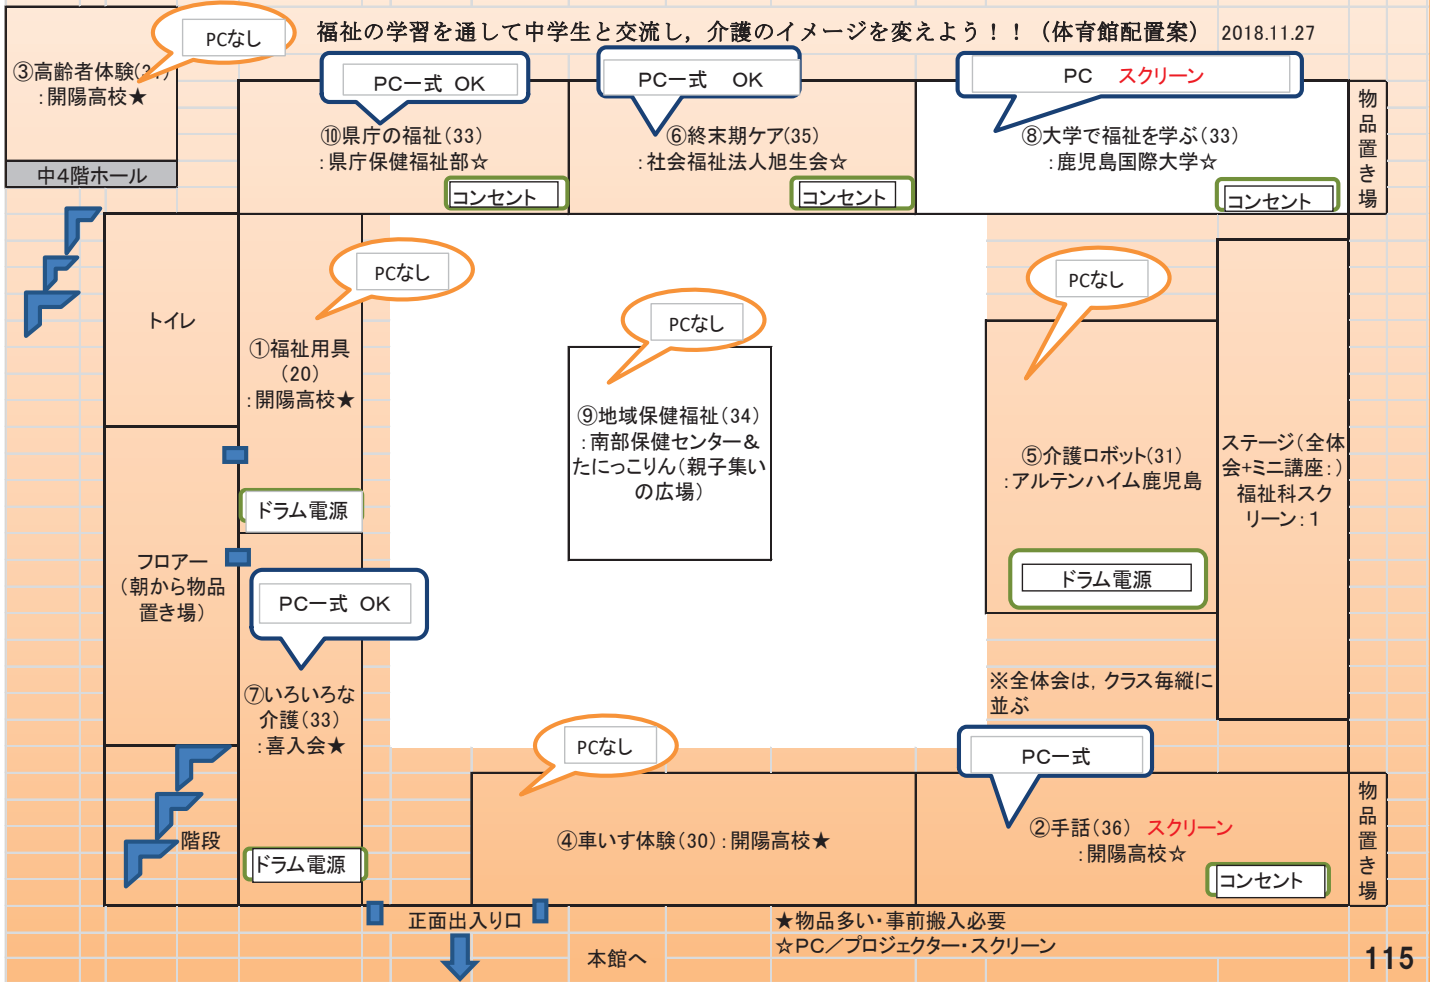 福祉の学習を通して中学生と交流し，介護のイメージを変えよう！！（体育館配置案） 2018.11.27
PCなし
③高齢者体験(31)
：開陽高校★
中４階ホール
PC一式 OK
⑩県庁の福祉(33)
：県庁保健福祉部☆
コンセント
PC一式 OK
⑥終末期ケア(35)
：社会福祉法人旭生会☆
コンセント
PC スクリーン
⑧大学で福祉を学ぶ(33)
：鹿児島国際大学☆
コンセント
物品置き場
トイレ
PCなし
①福祉用具
(20)
：開陽高校★
ドラム電源
PCなし
⑨地域保健福祉(34)
：南部保健センター＆
たにっこりん(親子集い
の広場)
PCなし
⑤介護ロボット(31)
：アルテンハイム鹿児島
ドラム電源
ステージ(全体
会+ミニ講座：)
福祉科スク
リーン：１
フロアー
(朝から物品
置き場)
PC一式 OK
⑦いろいろな
介護(33)
：喜入会★
ドラム電源
※全体会は，クラス毎縦に
並ぶ
階段
PCなし
④車いす体験(30)：開陽高校★
PC一式
②手話(36) スクリーン
：開陽高校☆
コンセント
物品置き場
正面出入り口
本館へ
★物品多い・事前搬入必要
☆PC／プロジェクター・スクリーン
115